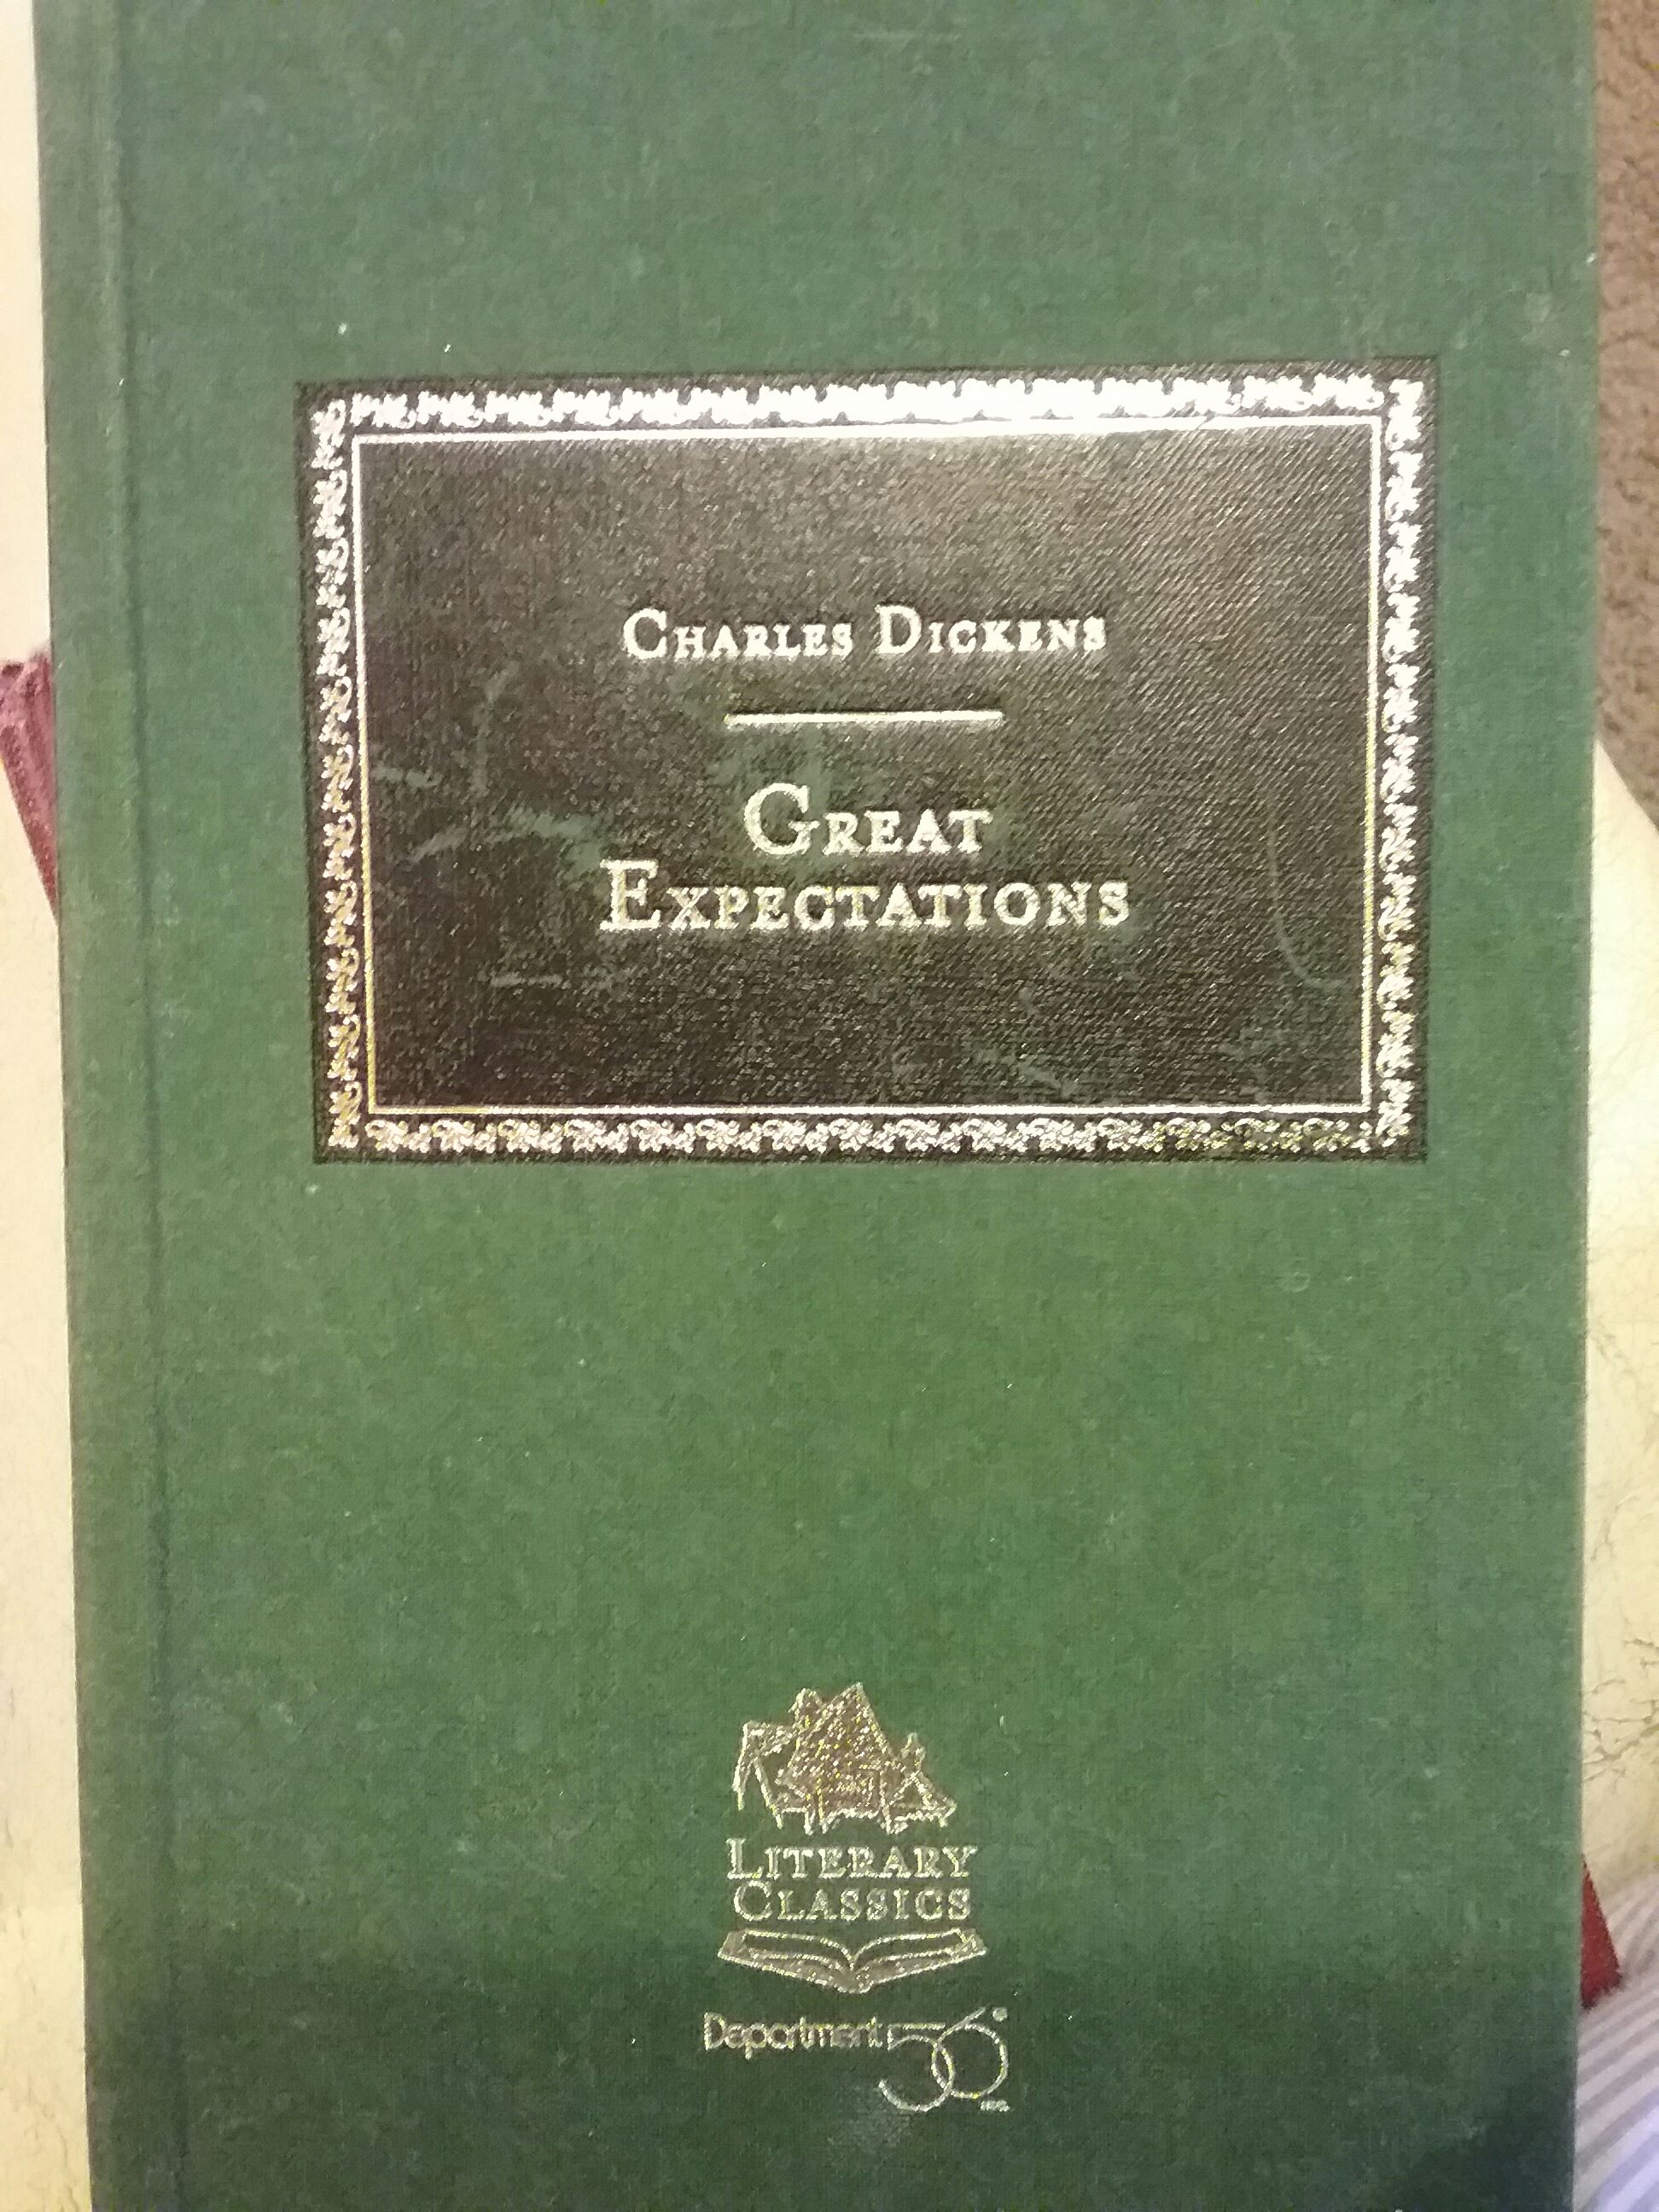 CHARLES DICKENS
GREAT
EXPECTATIONS
LITERARY
CLASSICS
Department 56®